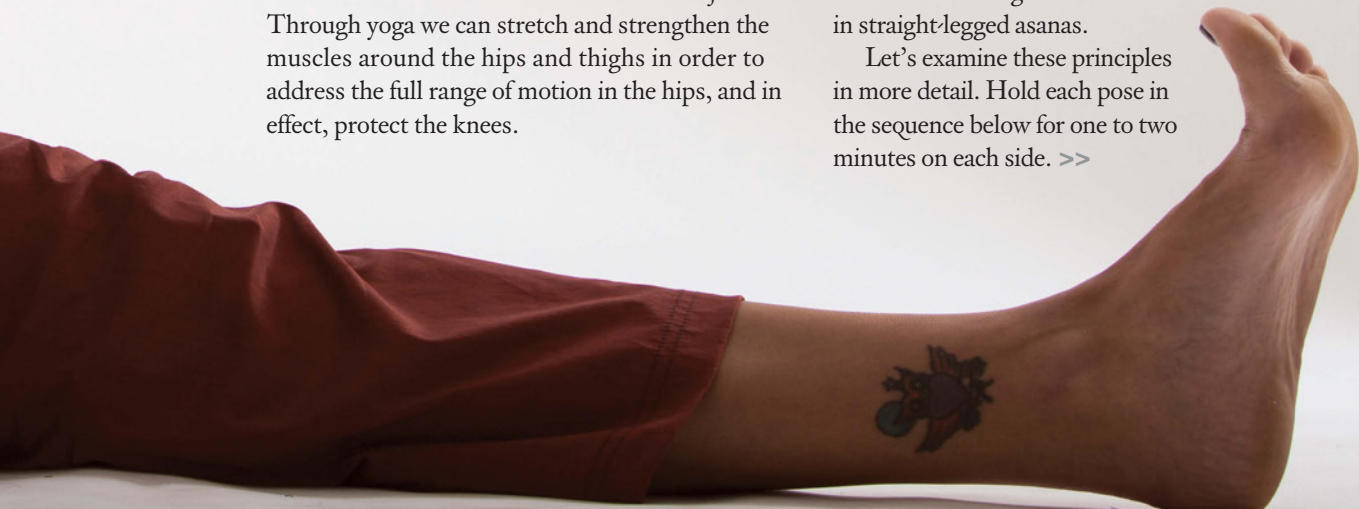 Through yoga we can stretch and strengthen the
muscles around the hips and thighs in order to
address the full range of motion in the hips, and in
effect, protect the knees.
in straight-legged asanas.
Let’s examine these principles
in more detail. Hold each pose in
the sequence below for one to two
minutes on each side. >>